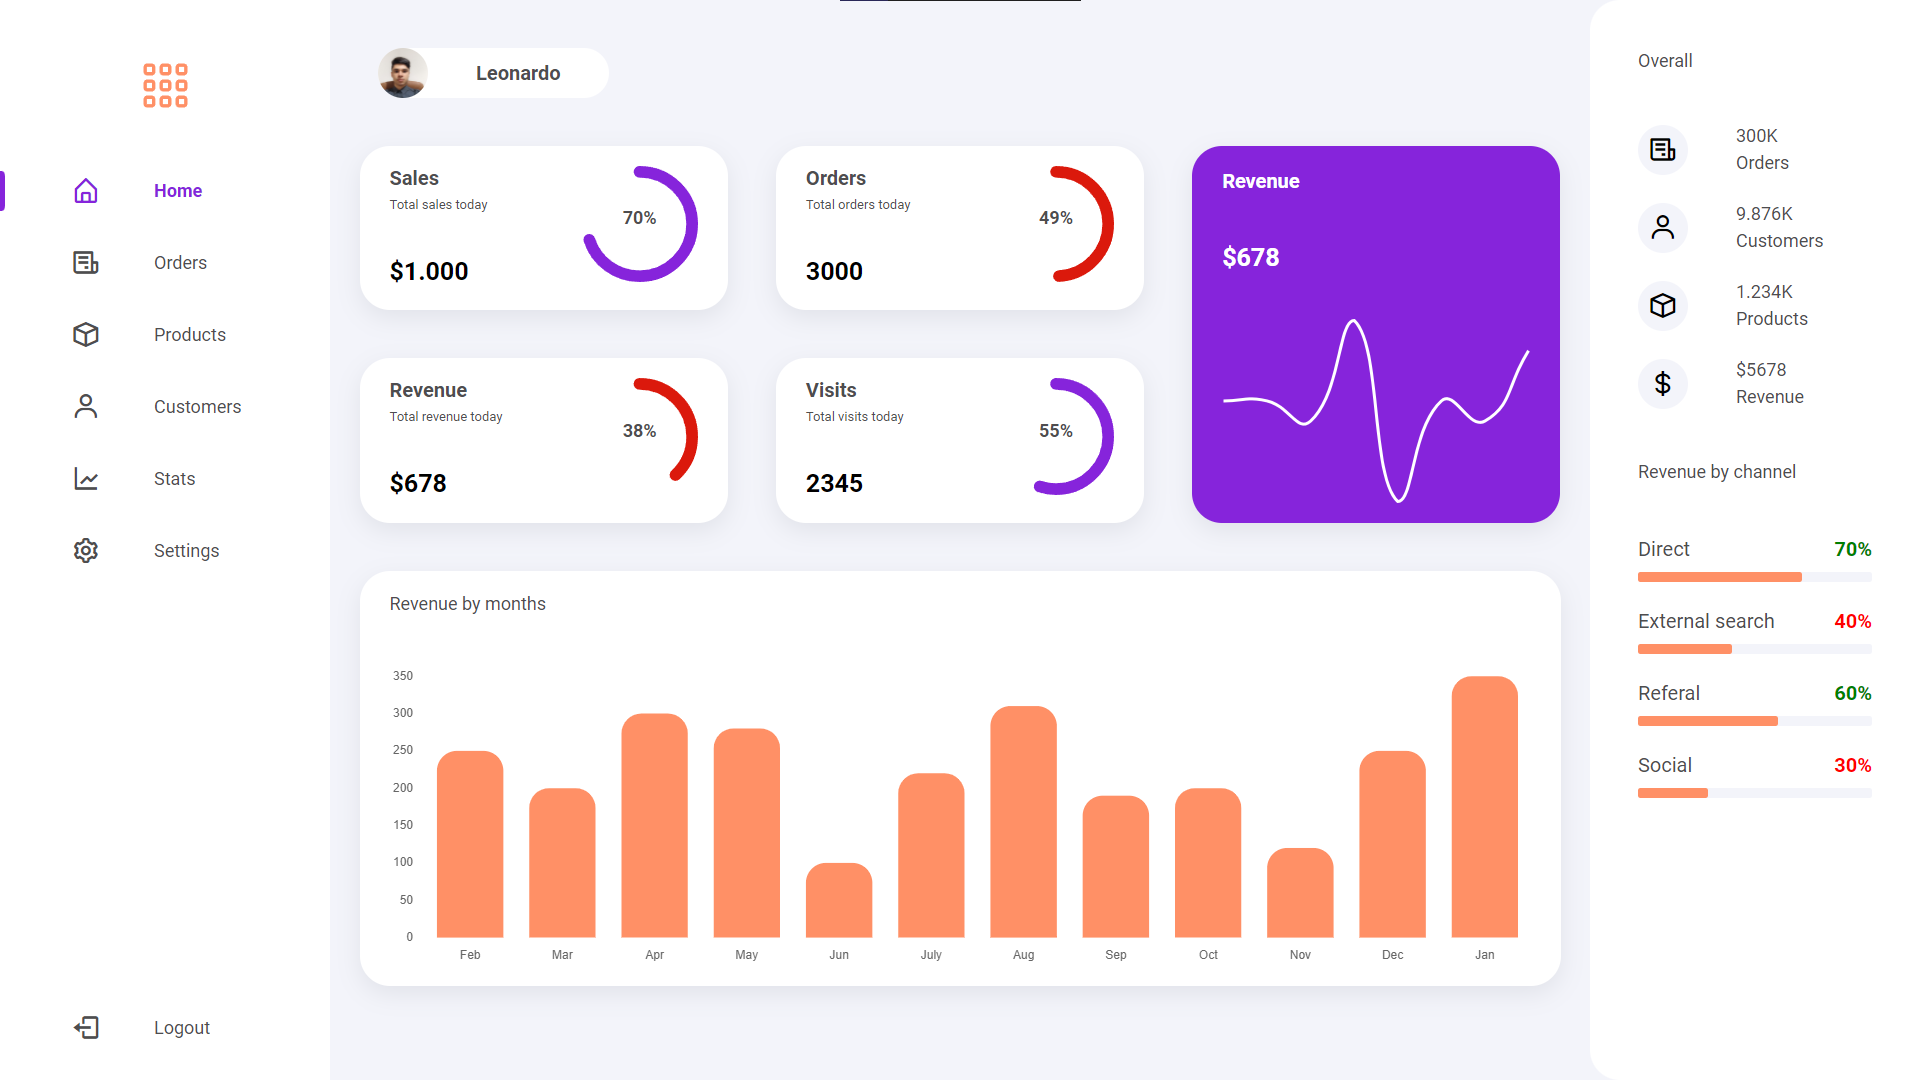 Home
Orders
Products
Customers
Stats
Settings
Logout
Leonardo
Sales
Total sales today
70%
$1.000
Orders
Total orders today
49%
3000
Revenue
$678
Revenue
Total revenue today
38%
$678
Visits
Total visits today
55%
2345
Revenue by months
350
300
250
200
150
100
50
0
Feb Mar Apr May Jun July Aug Sep Oct Nov Dec Jan
Overall
300K
Orders
9.876K
Customers
1.234K
Products
$5678
Revenue
Revenue by channel
Direct 70%
External search 40%
Referal 60%
Social 30%